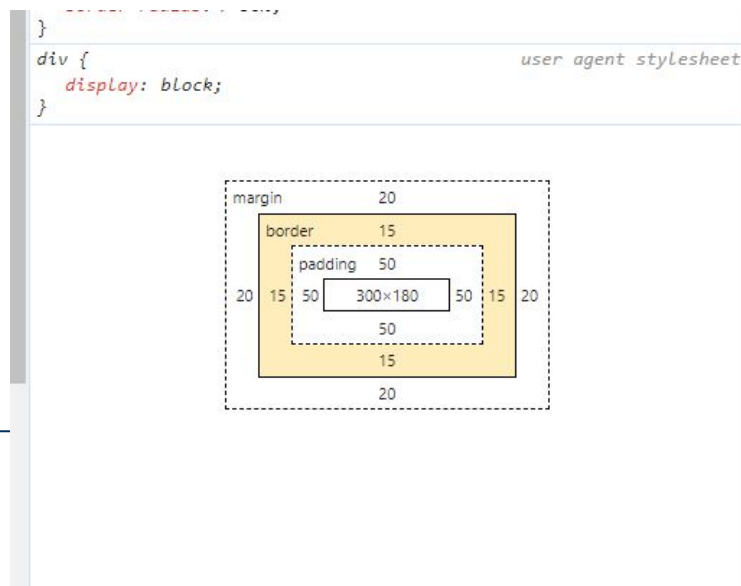 }
div { user agent stylesheet
display: block;
}
margin 20
border 15
padding 50
20 15 50 300×180 50 15 20
50
15
20